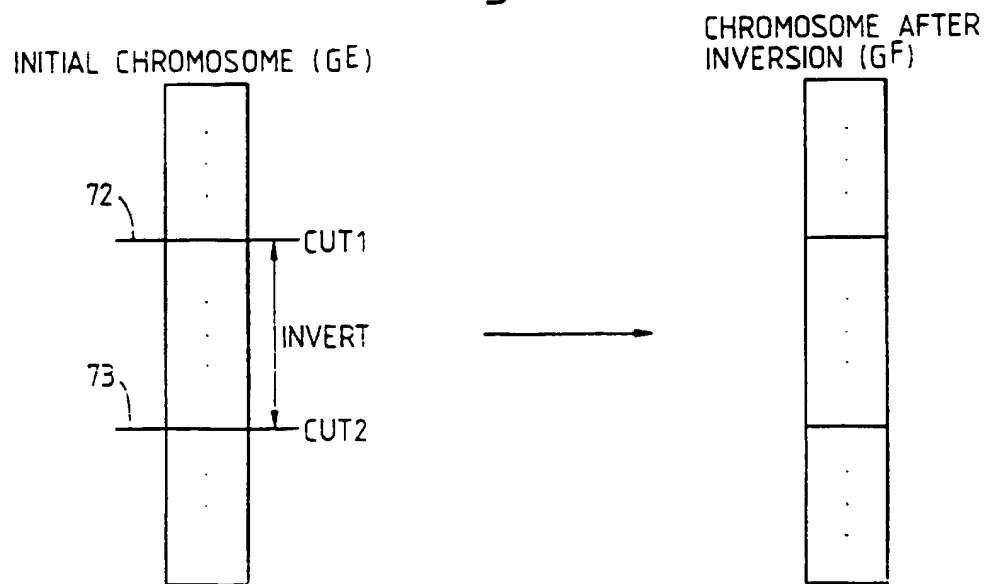 INITIAL CHROMOSOME (GE)
CHROMOSOME AFTER
INVERSION (GF)
72
CUT1
INVERT
73
CUT2